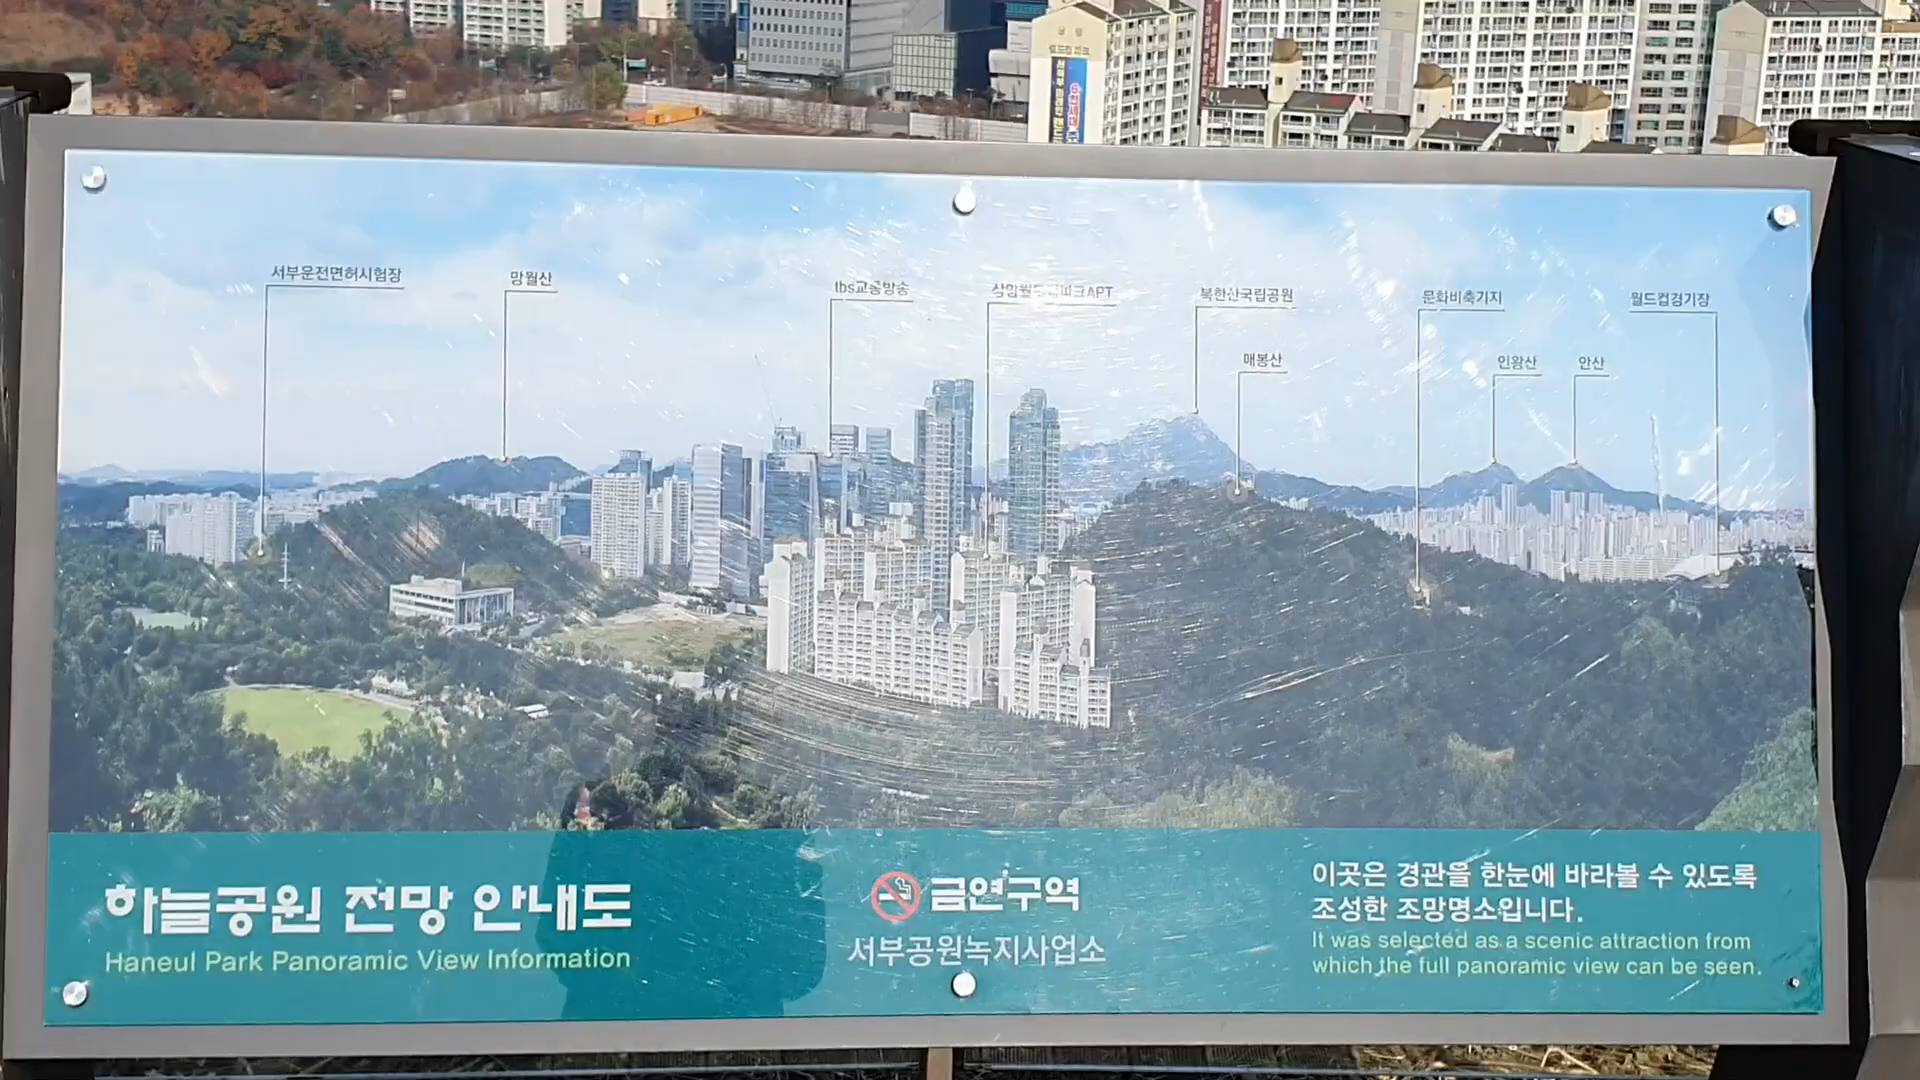 서부운전면허시험장
망월산
tbs교통방송
북한산국립공원
문화비축기지
월드컵경기장
매봉산
인왕산
안산
하늘공원 전망 안내도
Haneul Park Panoramic View Information
금연구역
서부공원녹지사업소
이곳은 경관을 한눈에 바라볼 수 있도록
조성한 조망명소입니다.
It was selected as a scenic attraction from
which the full panoramic view can be seen.